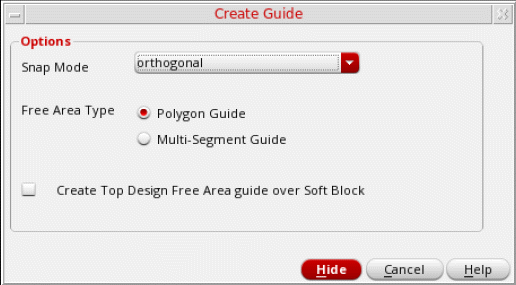 Create Guide
Options
Snap Mode orthogonal
Free Area Type Polygon Guide
Multi-Segment Guide
Create Top Design Free Area guide over Soft Block
Hide Cancel Help